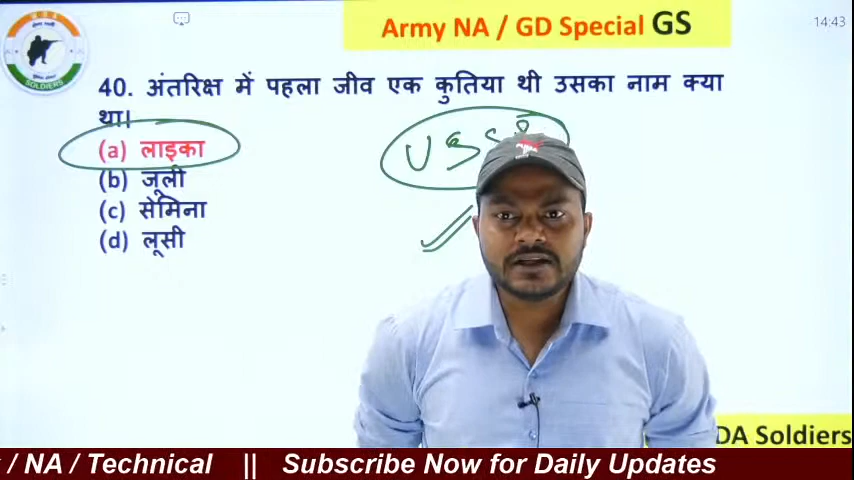 Army NA / GD Special GS
14:43
SOLDIERS
40. अंतरिक्ष में पहला जीव एक कुतिया थी उसका नाम क्या
था।
(a) लाइका
(b) जूली
(c) सेमिना
(d) लूसी
DA Soldiers
/ NA / Technical || Subscribe Now for Daily Updates